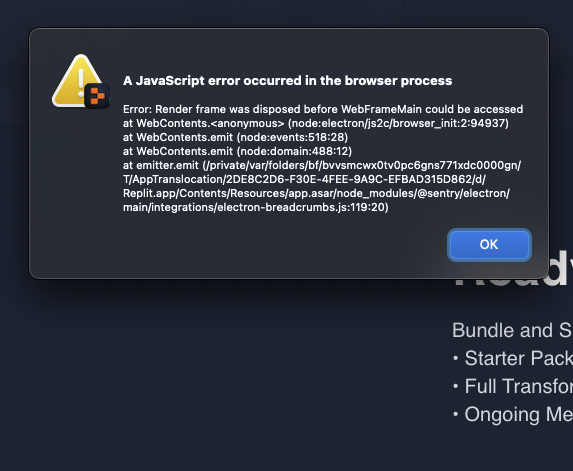 A JavaScript error occurred in the browser process
Error: Render frame was disposed before WebFrameMain could be accessed
at WebContents.<anonymous> (node:electron/js2c/browser_init:2:94937)
at WebContents.emit (node:events:518:28)
at WebContents.emit (node:domain:488:12)
at emitter.emit (/private/var/folders/bf/bvvsmcwx0tv0pc6gns771xdc0000gn/
T/AppTranslocation/2DE8C2D6-F30E-4FEE-9A9C-EFBAD315D862/d/
Replit.app/Contents/Resources/app.asar/node_modules/@sentry/electron/
main/integrations/electron-breadcrumbs.js:119:20)
OK
Bundle and S
• Starter Pack
• Full Transfor
• Ongoing Me